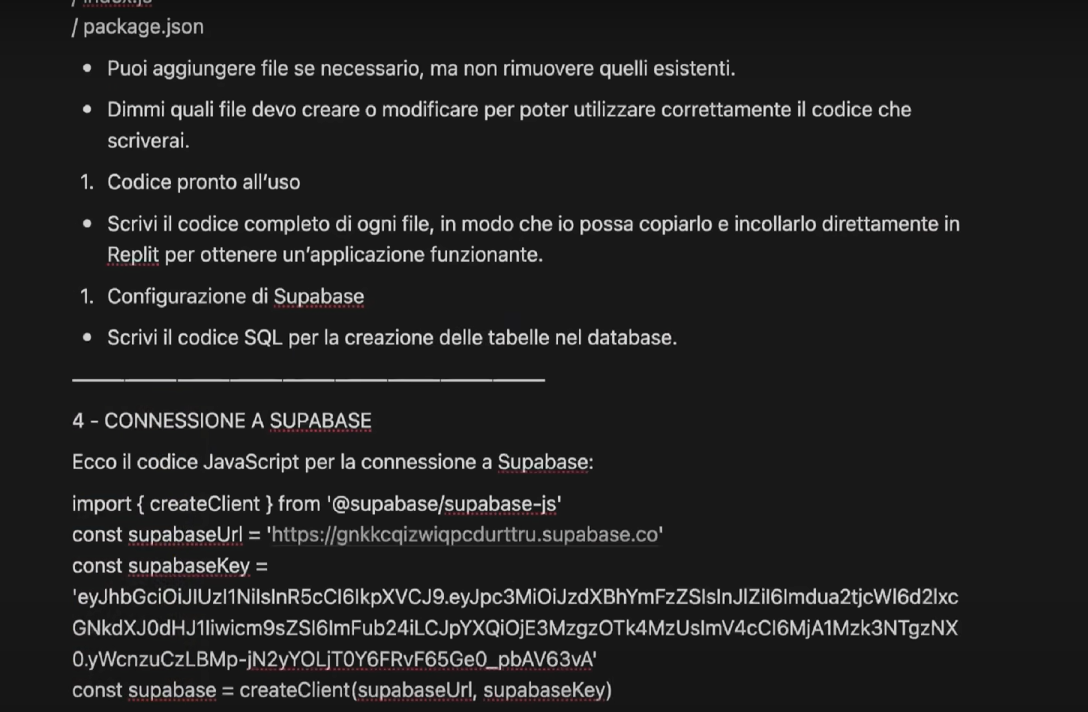 / index.js
/ package.json
• Puoi aggiungere file se necessario, ma non rimuovere quelli esistenti.
• Dimmi quali file devo creare o modificare per poter utilizzare correttamente il codice che
scriverai.
1. Codice pronto all’uso
• Scrivi il codice completo di ogni file, in modo che io possa copiarlo e incollarlo direttamente in
Replit per ottenere un’applicazione funzionante.
1. Configurazione di Supabase
• Scrivi il codice SQL per la creazione delle tabelle nel database.
4 - CONNESSIONE A SUPABASE
Ecco il codice JavaScript per la connessione a Supabase:
import { createClient } from '@supabase/supabase-js'
const supabaseUrl = 'https://gnkkcqizwiqpcdurttru.supabase.co'
const supabaseKey =
'eyJhbGciOiJIUzI1NiIsInR5cCI6IkpXVCJ9.eyJpc3MiOiJzdXBhYmFzZSIsInJlZiI6Imdua2tjcWl6d2lxc
GNkdXJ0dHJ1Iiwicm9sZSI6ImFub24iLCJpYXQiOjE3MzgzOTk4MzUsImV4cCI6MjA1Mzk3NTgzNX
0.yWcnzuCzLBMp-jN2yYOLjT0Y6FRvF65Ge0_pbAV63vA'
const supabase = createClient(supabaseUrl, supabaseKey)